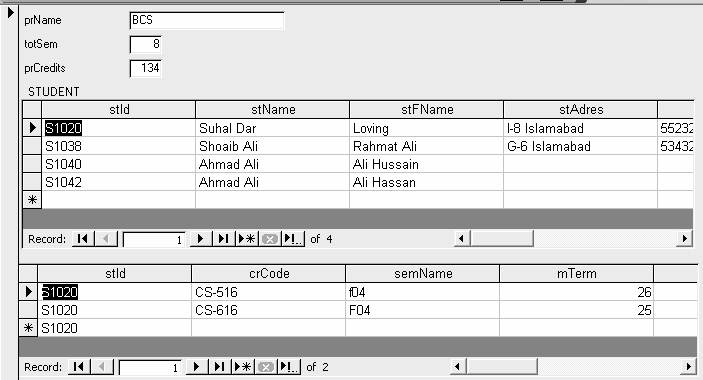 prName BCS
totSem 8
prCredits 134
STUDENT
stId stName stFName stAdres
S1020 Suhal Dar Loving I-8 Islamabad 55232
S1038 Shoaib Ali Rahmat Ali G-6 Islamabad 53432
S1040 Ahmad Ali Ali Hussain
S1042 Ahmad Ali Ali Hassan
Record: 1 of 4
stId crCode semName mTerm
S1020 CS-516 f04 26
S1020 CS-616 F04 25
S1020
Record: 1 of 2